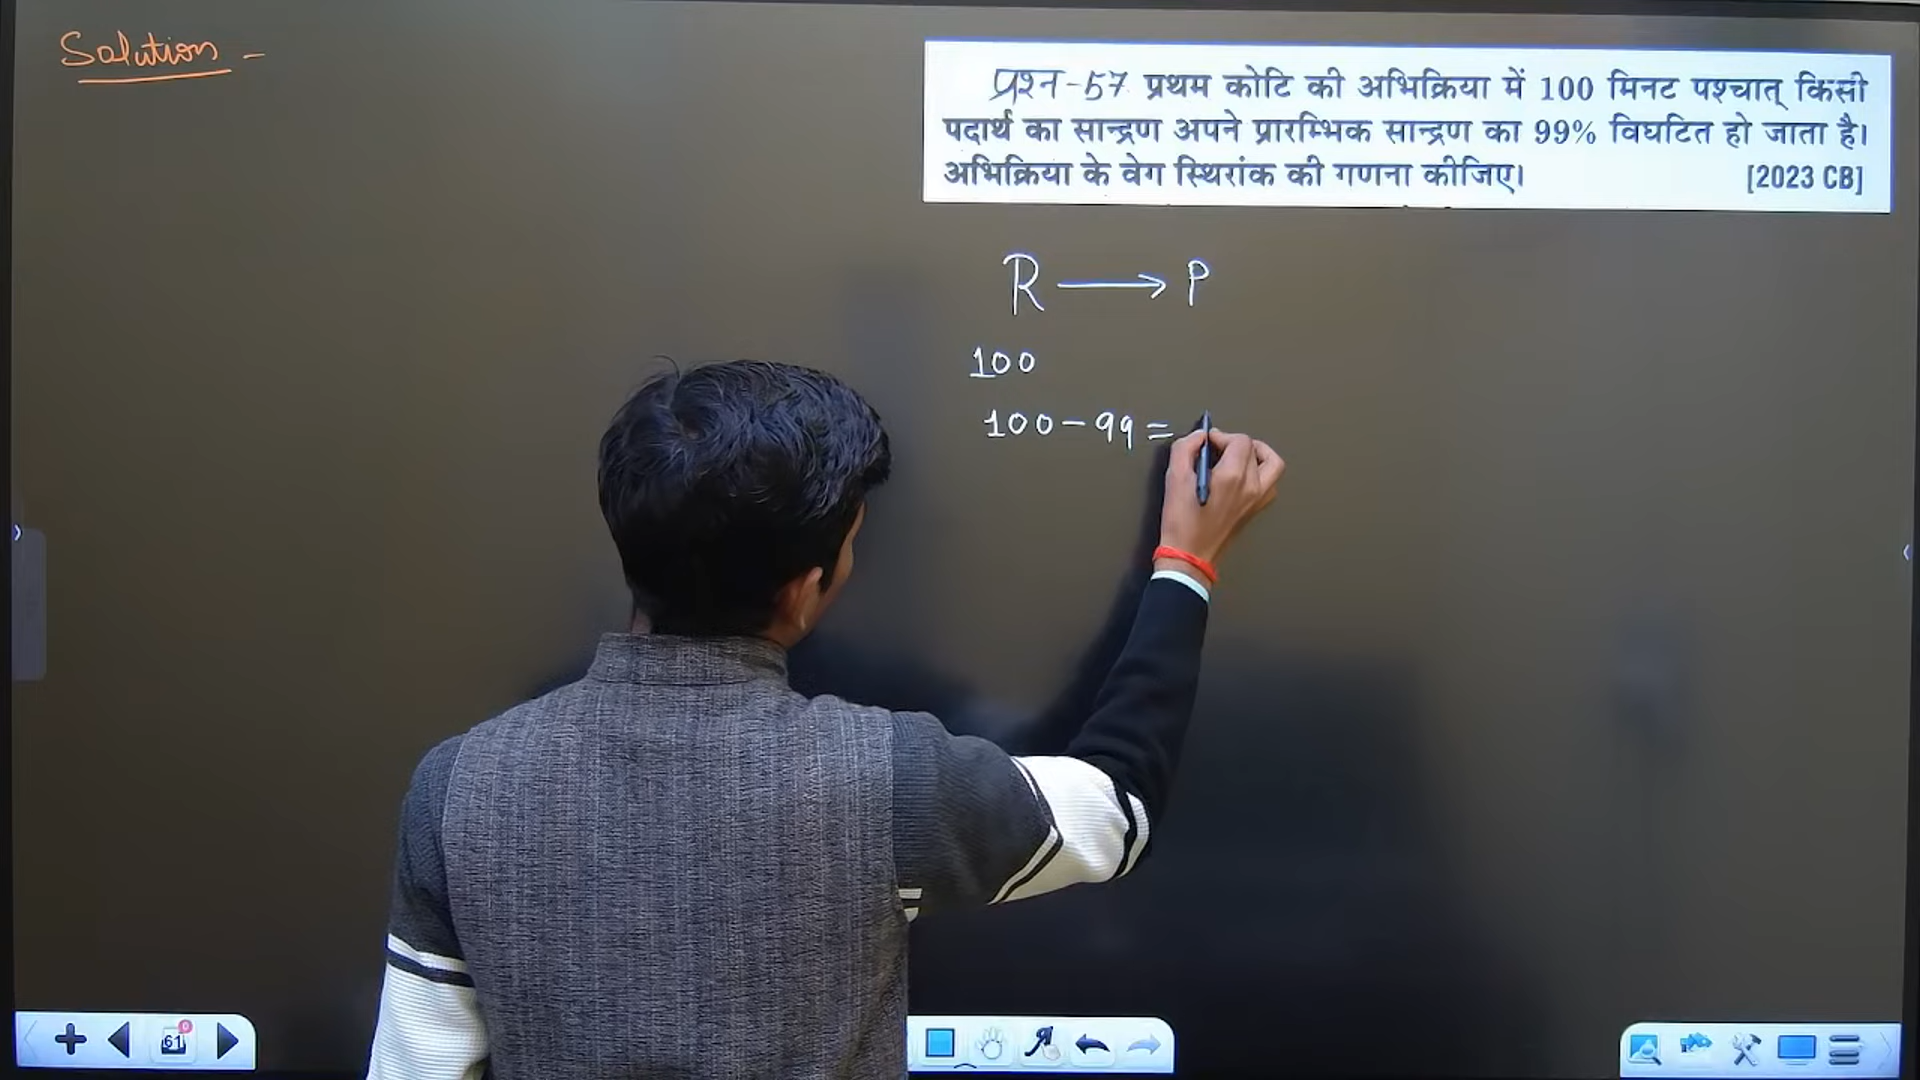 Solution -
प्रश्न-57 प्रथम कोटि की अभिक्रिया में 100 मिनट पश्चात् किसी
पदार्थ का सान्द्रण अपने प्रारम्भिक सान्द्रण का 99% विघटित हो जाता है।
अभिक्रिया के वेग स्थिरांक की गणना कीजिए। [2023 CB]
R ⟶ P
100
100-99=
61
0